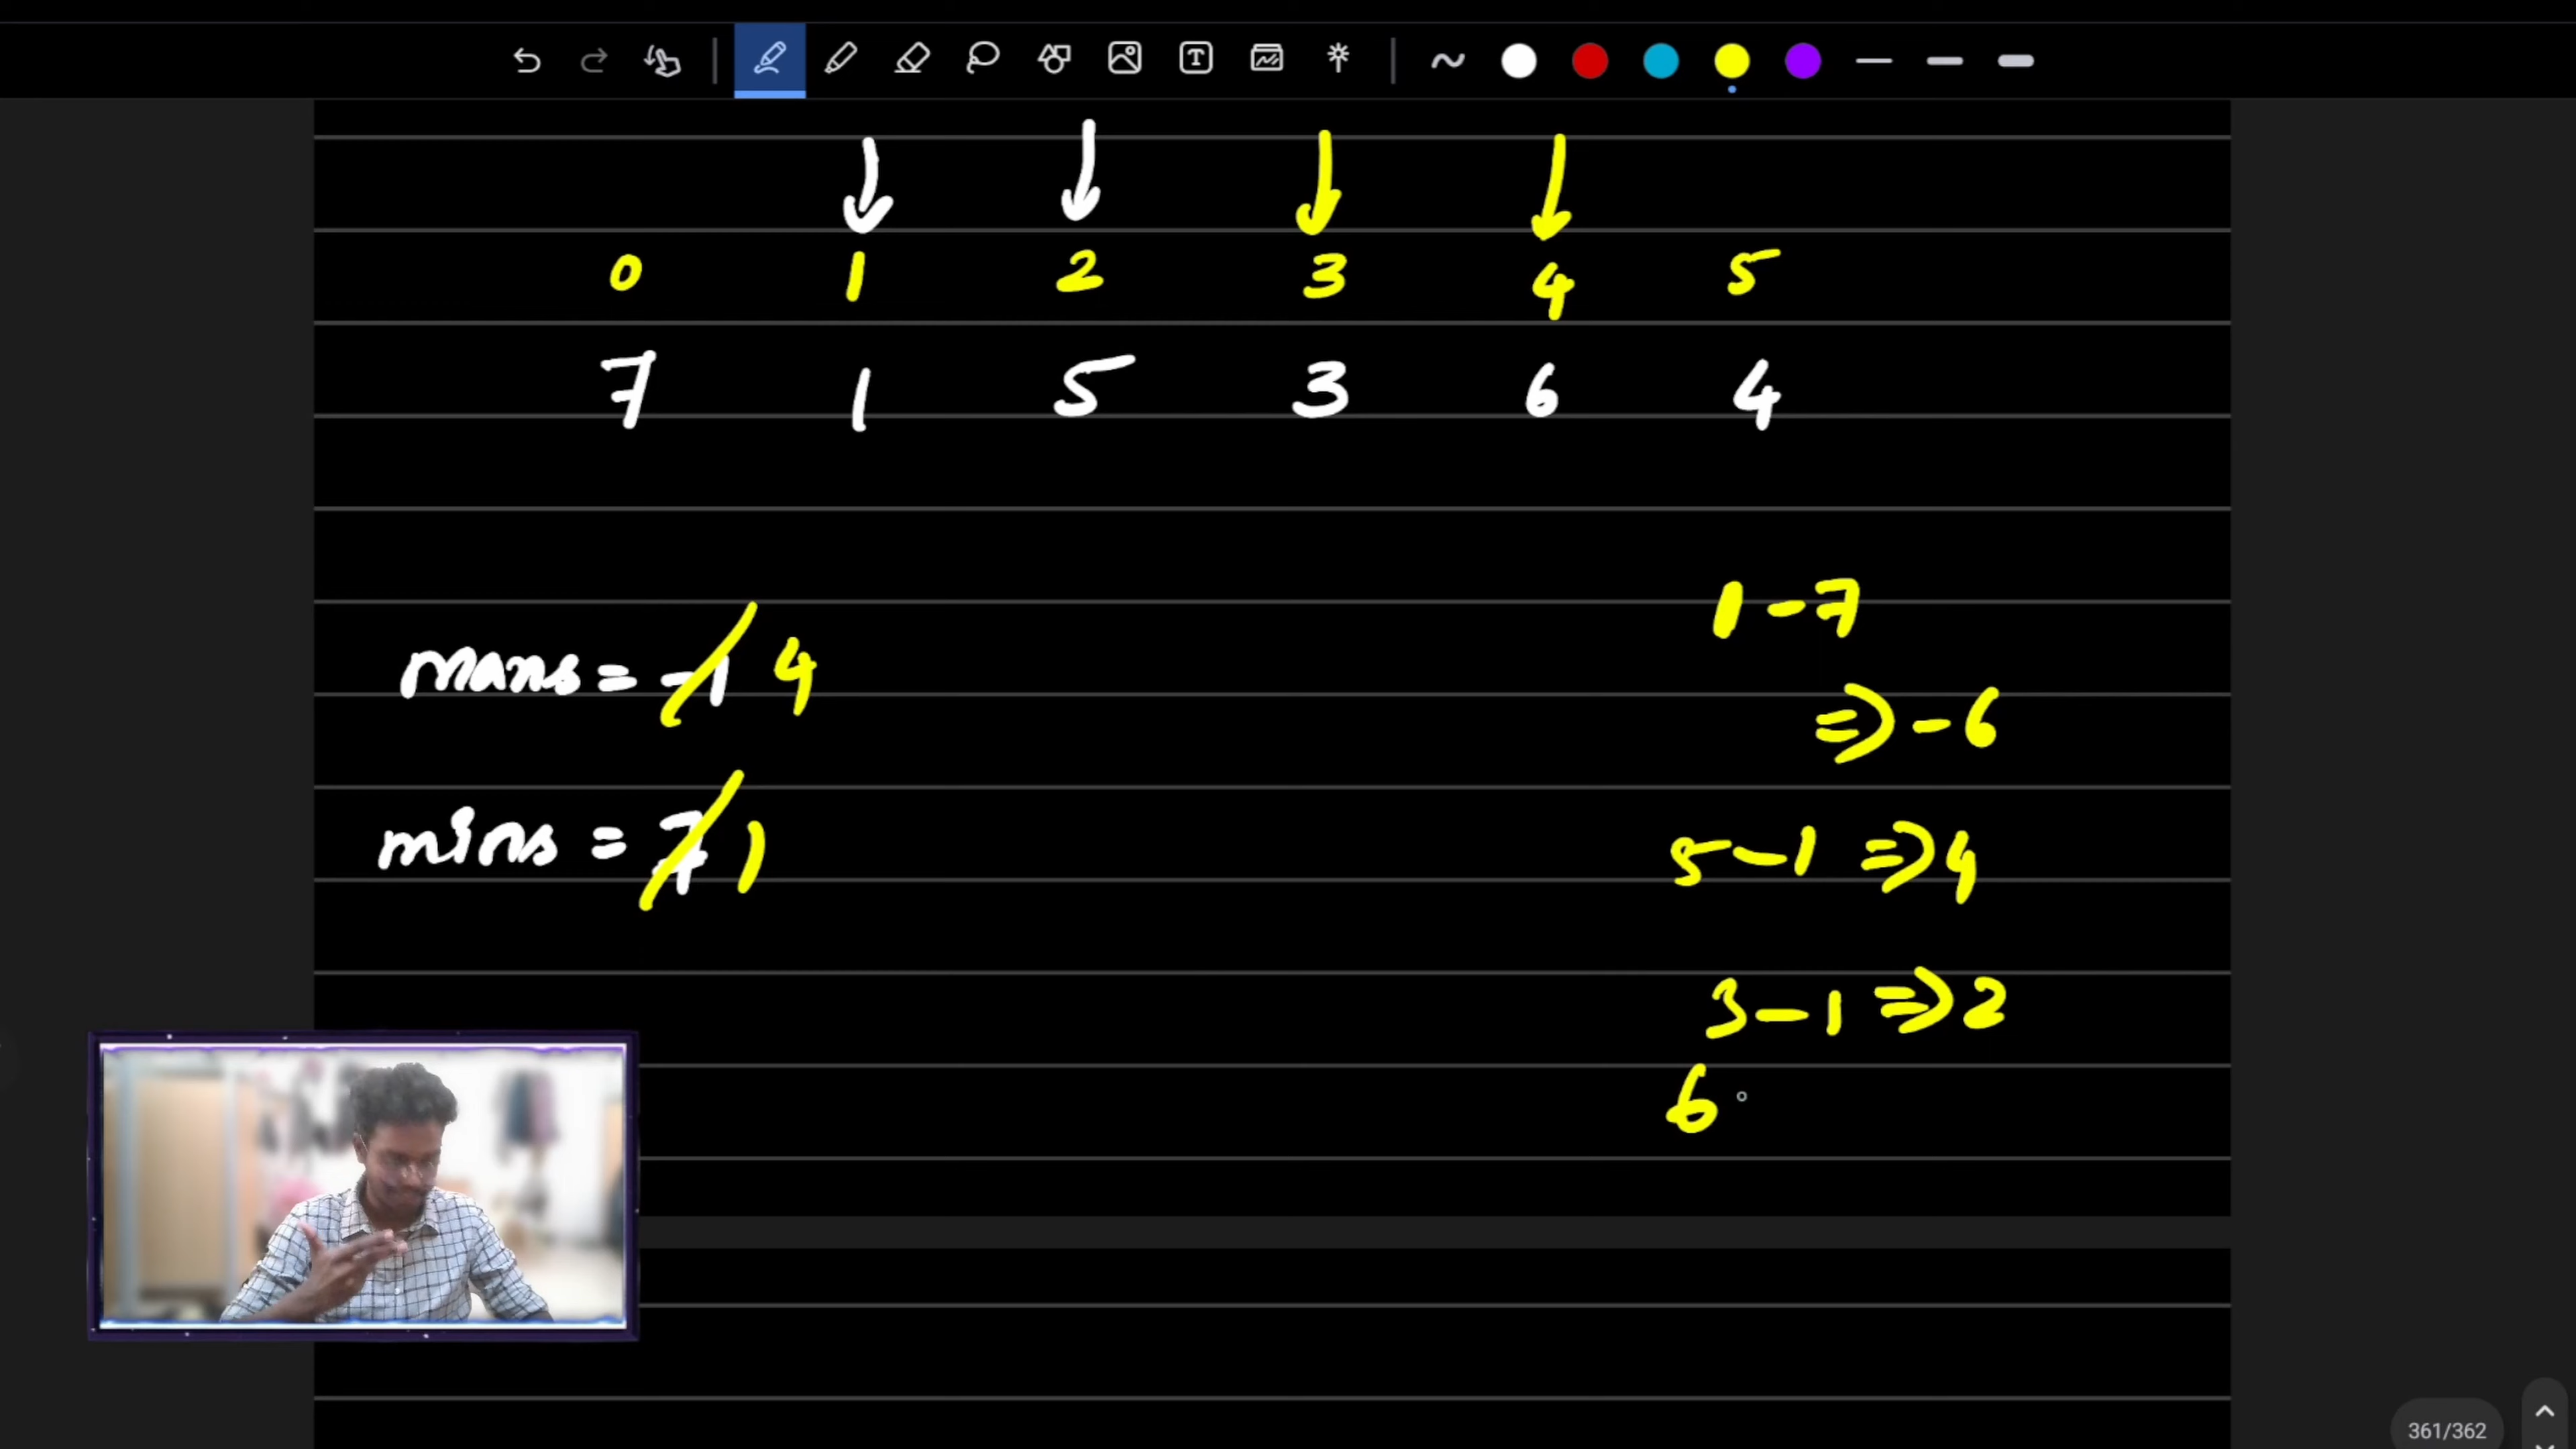 0 1 2 3 4 5
7 1 5 3 6 4
1 - 7
mans = -1 4
=> - 6
mins = 7 1
5 - 1 => 4
3 - 1 => 2
6
361/362